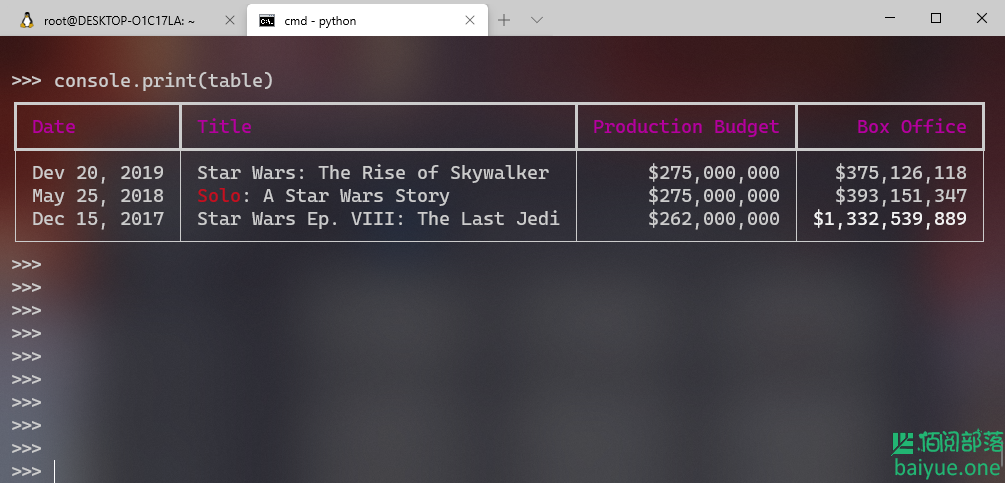 root@DESKTOP-O1C17LA: ~ cmd - python
>>> console.print(table)
Date Title Production Budget Box Office
Dev 20, 2019 Star Wars: The Rise of Skywalker $275,000,000 $375,126,118
May 25, 2018 Solo: A Star Wars Story $275,000,000 $393,151,347
Dec 15, 2017 Star Wars Ep. VIII: The Last Jedi $262,000,000 $1,332,539,889
>>>
>>>
>>>
>>>
>>>
>>>
>>>
>>>
>>>
>>>
佰阅部落
baiyue.one